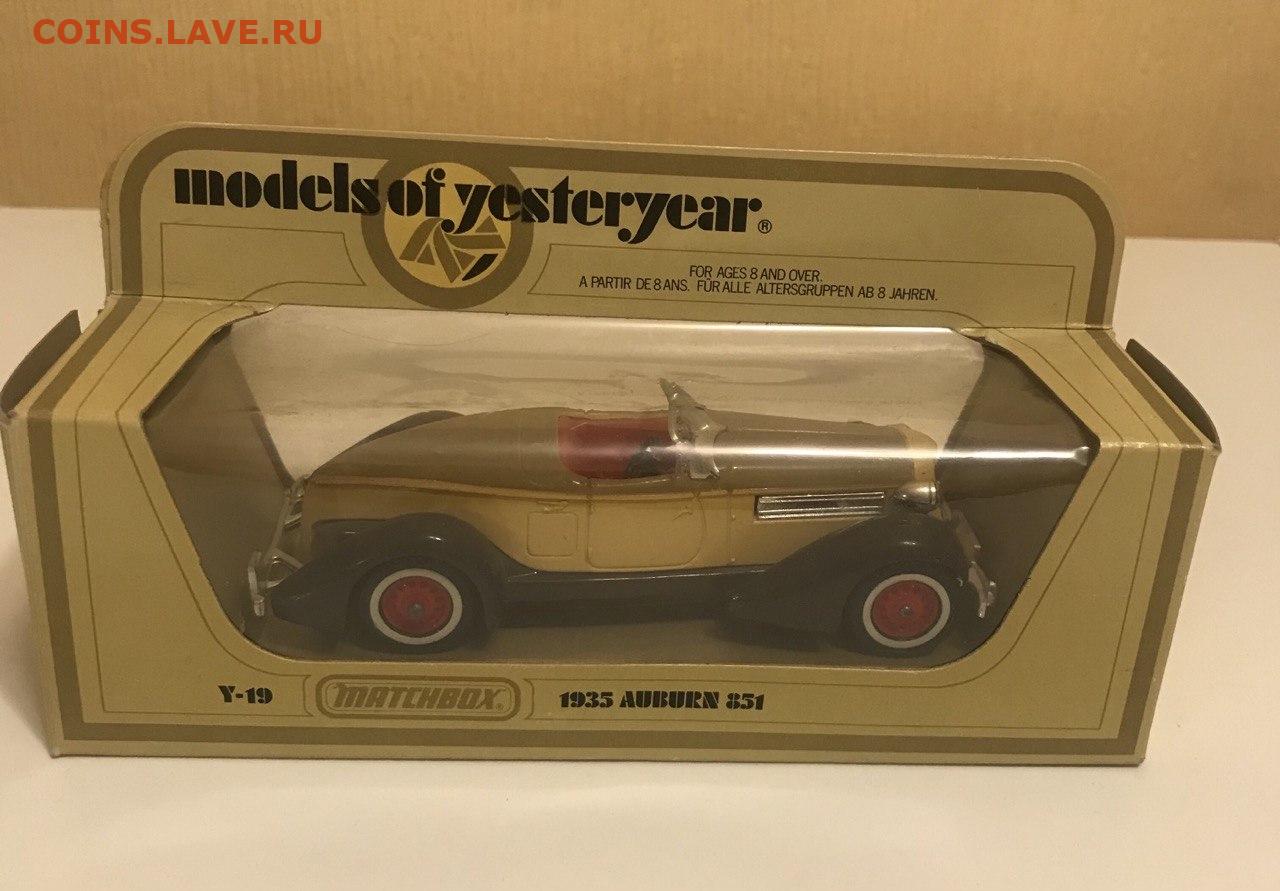 COINS.LAVE.RU
models of yesteryear®
FOR AGES 8 AND OVER.
A PARTIR DE 8 ANS. FÜR ALLE ALTERSGRUPPEN AB 8 JAHREN.
Y-19 MATCHBOX® 1935 AUBURN 851